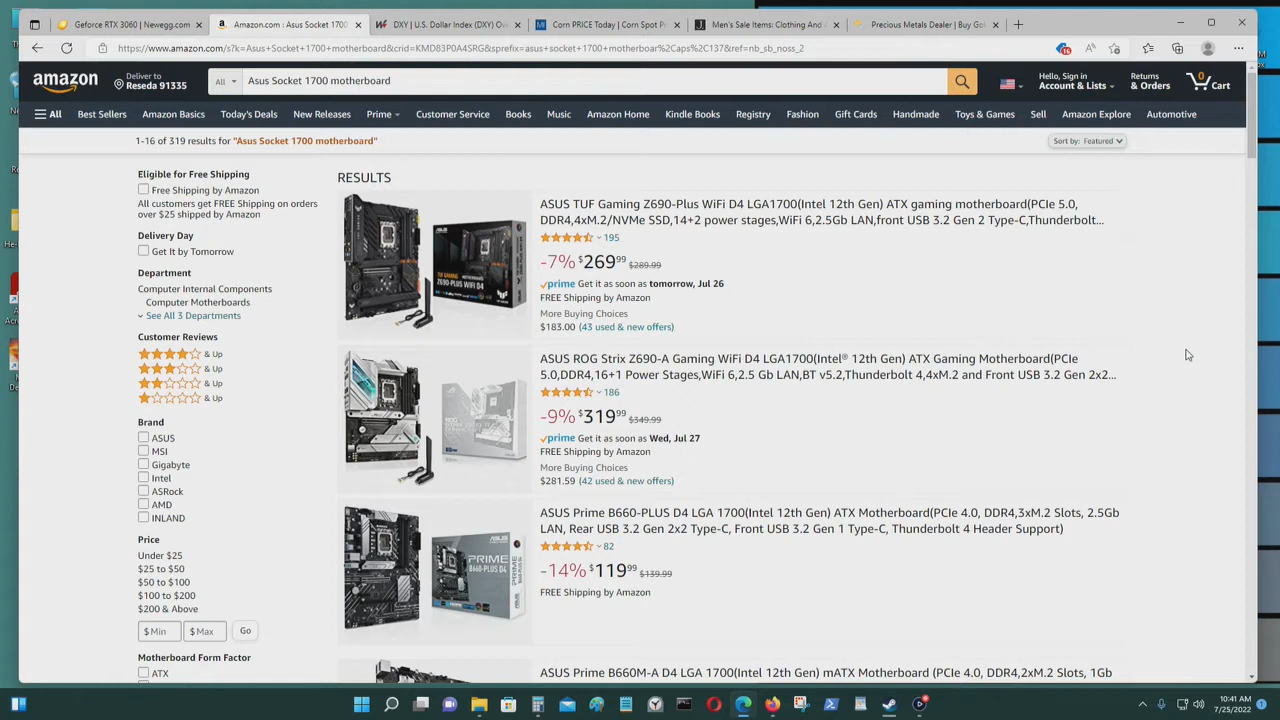 Geforce RTX 3060 | Newegg.com
Amazon.com : Asus Socket 1700
DXY | U.S. Dollar Index (DXY) Ov
Corn PRICE Today | Corn Spot P
Men's Sale Items: Clothing And A
Precious Metals Dealer | Buy Gol
https://www.amazon.com/s?k=Asus+Socket+1700+motherboard&crid=KMD83P0A4SRG&sprefix=asus+socket+1700+motherboar%2Caps%2C137&ref=nb_sb_noss_2
amazon
Deliver to
Reseda 91335
All
Asus Socket 1700 motherboard
Hello, Sign in
Account & Lists
Returns
& Orders
0
Cart
All
Best Sellers
Amazon Basics
Today's Deals
New Releases
Prime
Customer Service
Books
Music
Amazon Home
Kindle Books
Registry
Fashion
Gift Cards
Handmade
Toys & Games
Sell
Amazon Explore
Automotive
1-16 of 319 results for "Asus Socket 1700 motherboard"
Sort by: Featured
Eligible for Free Shipping
Free Shipping by Amazon
All customers get FREE Shipping on orders
over $25 shipped by Amazon
Delivery Day
Get It by Tomorrow
Department
Computer Internal Components
Computer Motherboards
See All 3 Departments
Customer Reviews
& Up
& Up
& Up
& Up
Brand
ASUS
MSI
Gigabyte
Intel
ASRock
AMD
INLAND
Price
Under $25
$25 to $50
$50 to $100
$100 to $200
$200 & Above
$ Min
$ Max
Go
Motherboard Form Factor
ATX
RESULTS
ASUS TUF Gaming Z690-Plus WiFi D4 LGA1700(Intel 12th Gen) ATX gaming motherboard(PCIe 5.0,
DDR4,4xM.2/NVMe SSD,14+2 power stages,WiFi 6,2.5Gb LAN,front USB 3.2 Gen 2 Type-C,Thunderbolt...
195
-7% $269 99 $289.99
prime Get it as soon as tomorrow, Jul 26
FREE Shipping by Amazon
More Buying Choices
$183.00 (43 used & new offers)
TUF GAMING
Z690-PLUS WIFI D4
ASUS ROG Strix Z690-A Gaming WiFi D4 LGA1700(Intel® 12th Gen) ATX Gaming Motherboard(PCIe
5.0,DDR4,16+1 Power Stages,WiFi 6,2.5 Gb LAN,BT v5.2,Thunderbolt 4,4xM.2 and Front USB 3.2 Gen 2x2...
186
-9% $319 99 $349.99
prime Get it as soon as Wed, Jul 27
FREE Shipping by Amazon
More Buying Choices
$281.59 (42 used & new offers)
ASUS Prime B660-PLUS D4 LGA 1700(Intel 12th Gen) ATX Motherboard(PCIe 4.0, DDR4,3xM.2 Slots, 2.5Gb
LAN, Rear USB 3.2 Gen 2x2 Type-C, Front USB 3.2 Gen 1 Type-C, Thunderbolt 4 Header Support)
82
-14% $119 99 $139.99
FREE Shipping by Amazon
PRIME
B660-PLUS D4
ASUS Prime B660M-A D4 LGA 1700(Intel 12th Gen) mATX Motherboard (PCIe 4.0, DDR4,2xM.2 Slots, 1Gb
10:41 AM
7/25/2022